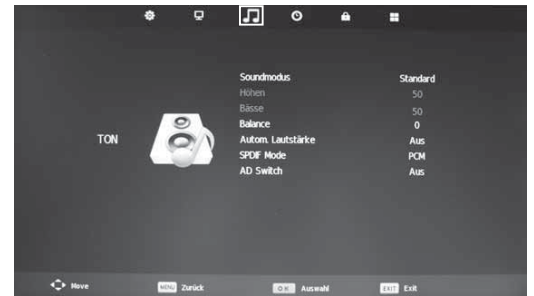 Soundmodus Standard
Höhen 50
Bässe 50
Balance 0
TON
Autom. Lautstärke Aus
SPDIF Mode PCM
AD Switch Aus
Move MENU Zurück OK Auswahl EXIT Exit